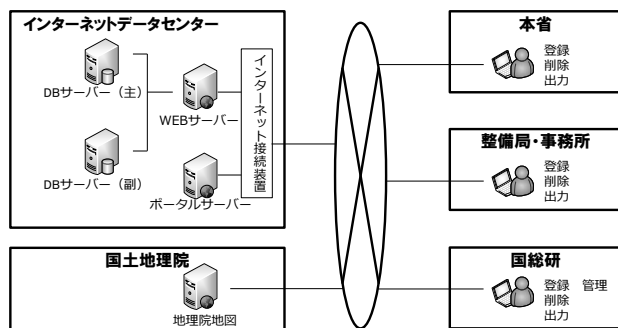 インターネットデータセンター
DBサーバー（主）
WEBサーバー
DBサーバー（副）
ポータルサーバー
インターネット接続装置
国土地理院
地理院地図
本省
登録
削除
出力
整備局・事務所
登録
削除
出力
国総研
登録　管理
削除
出力